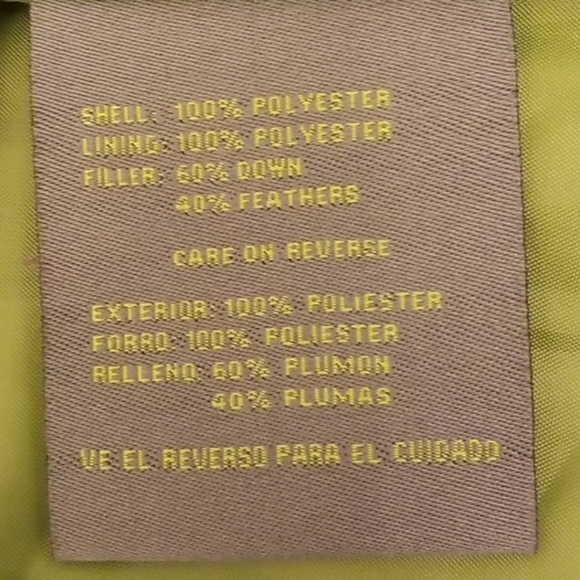 SHELL: 100% POLYESTER
LINING: 100% POLYESTER
FILLER: 60% DOWN
40% FEATHERS
CARE ON REVERSE
EXTERIOR: 100% POLIESTER
FORRO: 100% POLIESTER
RELLENO: 60% PLUMON
40% PLUMAS
VE EL REVERSO PARA EL CUIDADO